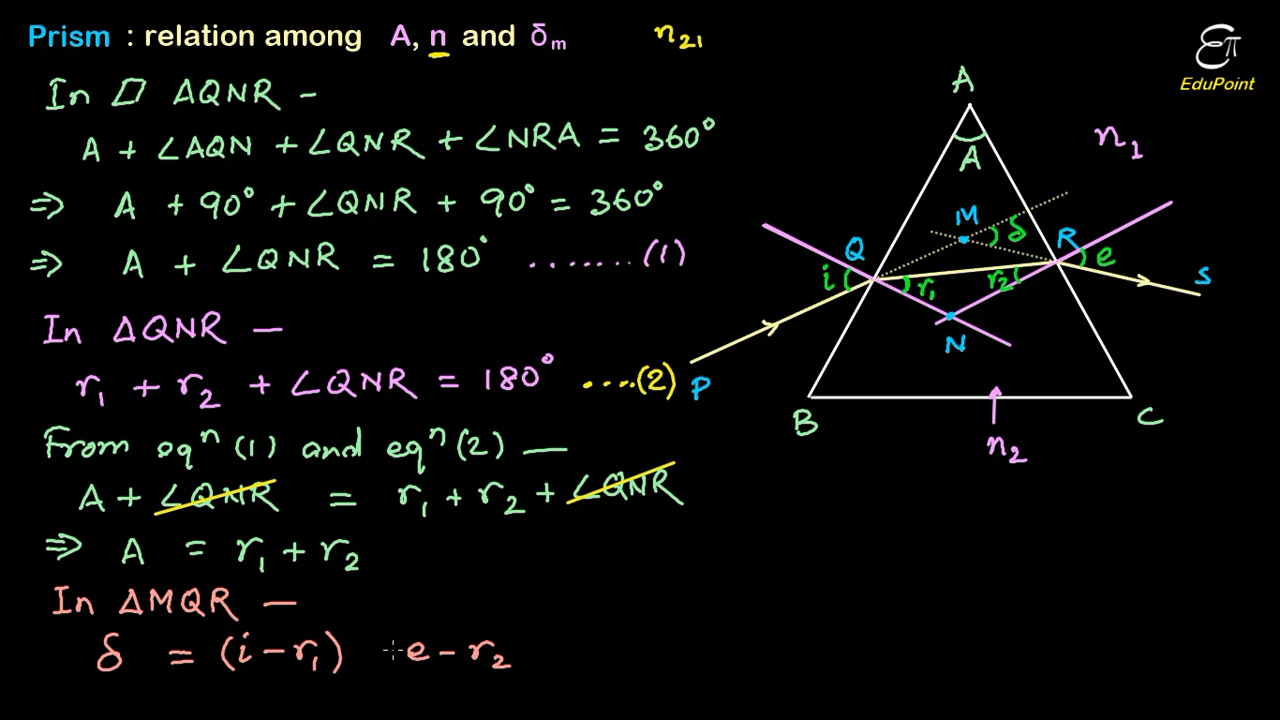 Prism : relation among A, n and δm n21
EduPoint
In ▱ AQNR –
A + ∠AQN + ∠QNR + ∠NRA = 360°
⇒ A + 90° + ∠QNR + 90° = 360°
⇒ A + ∠QNR = 180° .......(1)
In ΔQNR —
r1 + r2 + ∠QNR = 180° ....(2)
From eqn (1) and eqn (2) —
A + ∠QNR = r1 + r2 + ∠QNR
⇒ A = r1 + r2
In ΔMQR —
δ = (i – r1) e – r2
A
A
n1
M
δ
Q
R
i
r1
r2
e
S
N
P
B
C
n2